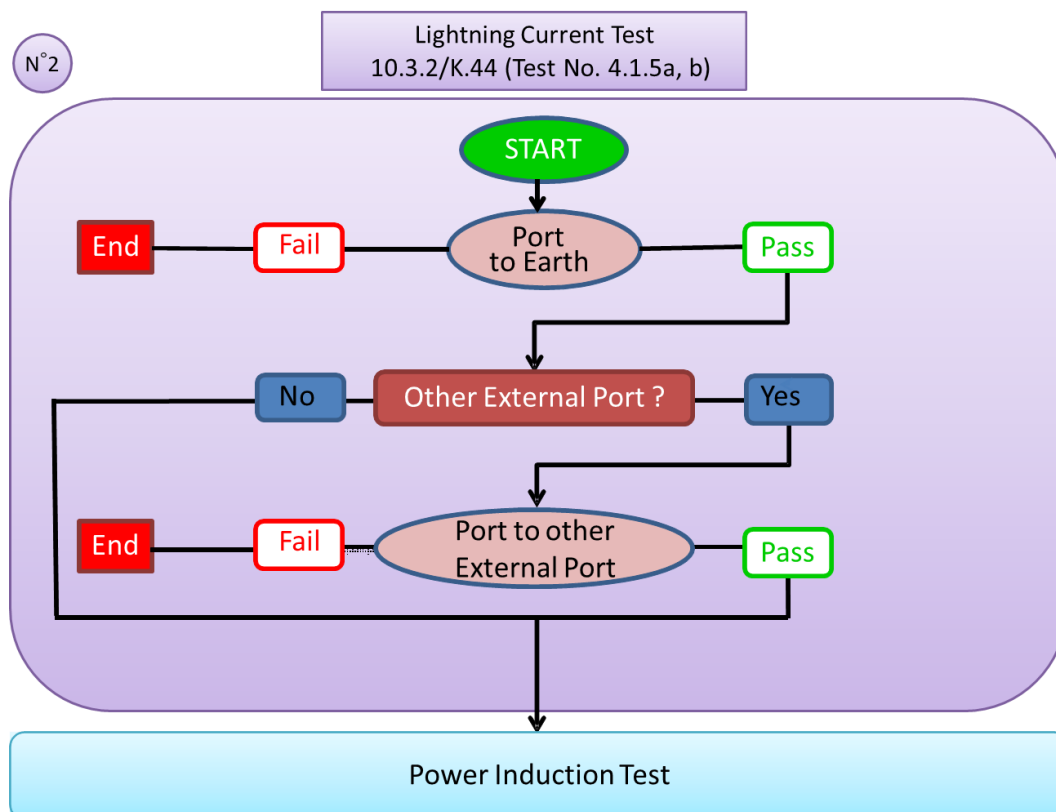 N°2
Lightning Current Test
10.3.2/K.44 (Test No. 4.1.5a, b)
START
End
Fail
Port
to Earth
Pass
No
Other External Port ?
Yes
End
Fail
Port to other
External Port
Pass
Power Induction Test